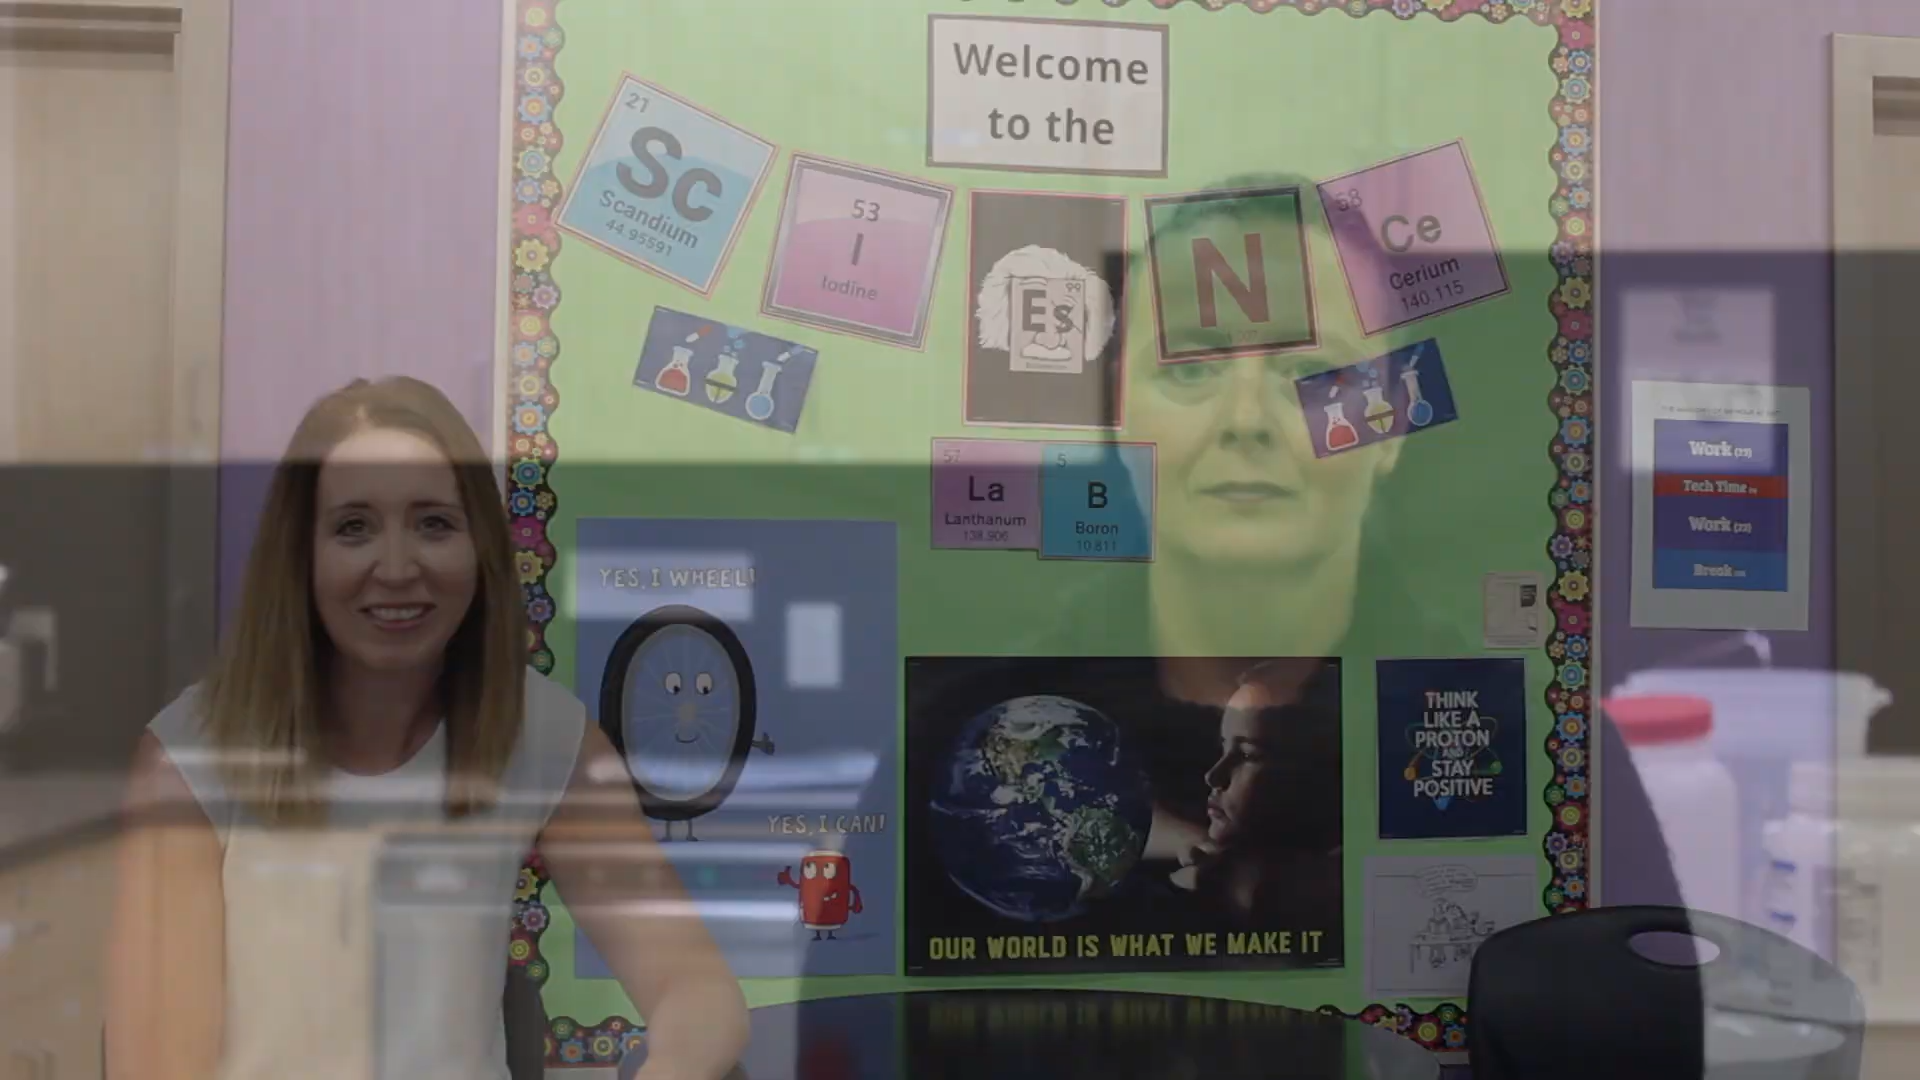 Welcome
to the
21
Sc
Scandium
44.95591
53
I
Iodine
99
Es
N
58
Ce
Cerium
140.115
57
La
Lanthanum
138.906
5
B
Boron
10.811
YES, I WHEEL!
YES, I CAN!
OUR WORLD IS WHAT WE MAKE IT
THINK
LIKE A
PROTON
AND
STAY
POSITIVE
Work (22)
Tech Time
Work (22)
Break